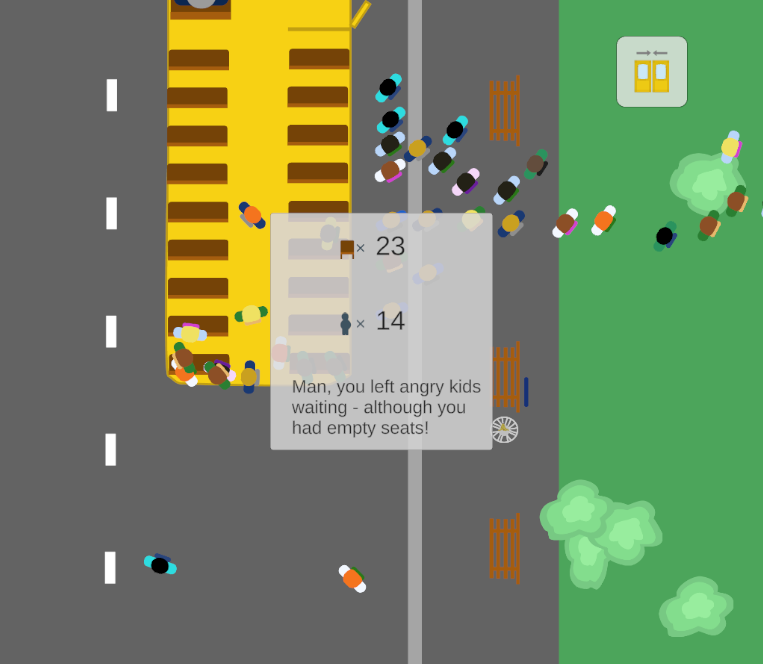 × 23
× 14
Man, you left angry kids
waiting - although you
had empty seats!